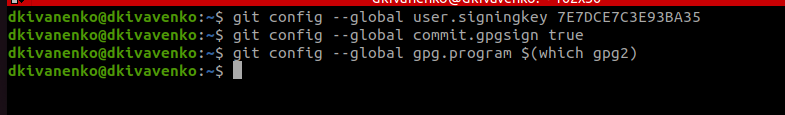 dkivanenko@dkivavenko:~$ git config --global user.signingkey 7E7DCE7C3E93BA35
dkivanenko@dkivavenko:~$ git config --global commit.gpgsign true
dkivanenko@dkivavenko:~$ git config --global gpg.program $(which gpg2)
dkivanenko@dkivavenko:~$